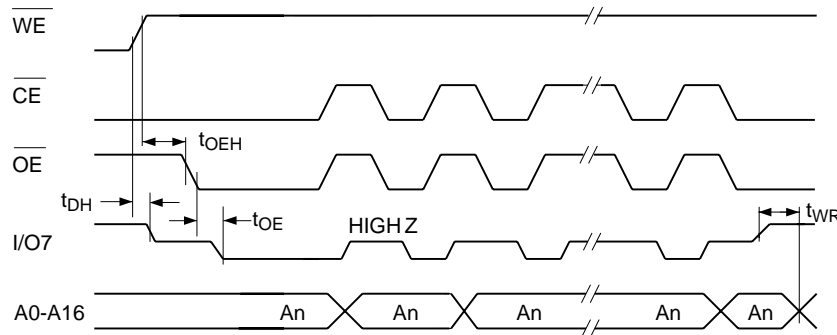 WE
CE
tOEH
OE
tDH
tOE
HIGH Z
tWR
I/O7
A0-A16
An An An An An